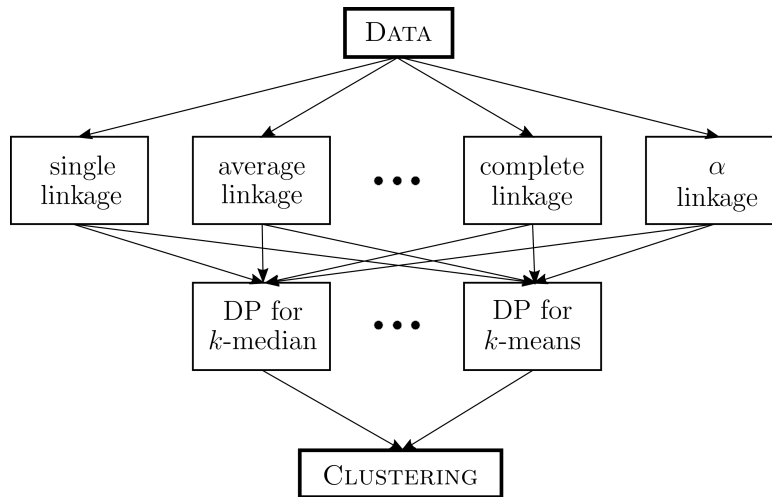 DATA
single
linkage
average
linkage
•••
complete
linkage
α
linkage
DP for
k-median
•••
DP for
k-means
CLUSTERING